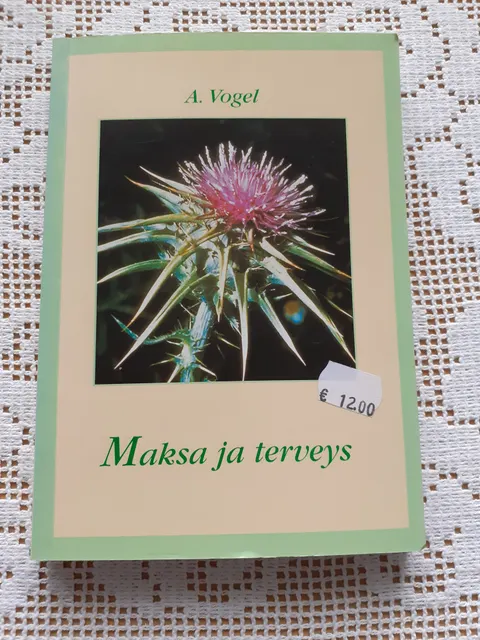 A. Vogel
€ 12.00
Maksa ja terveys